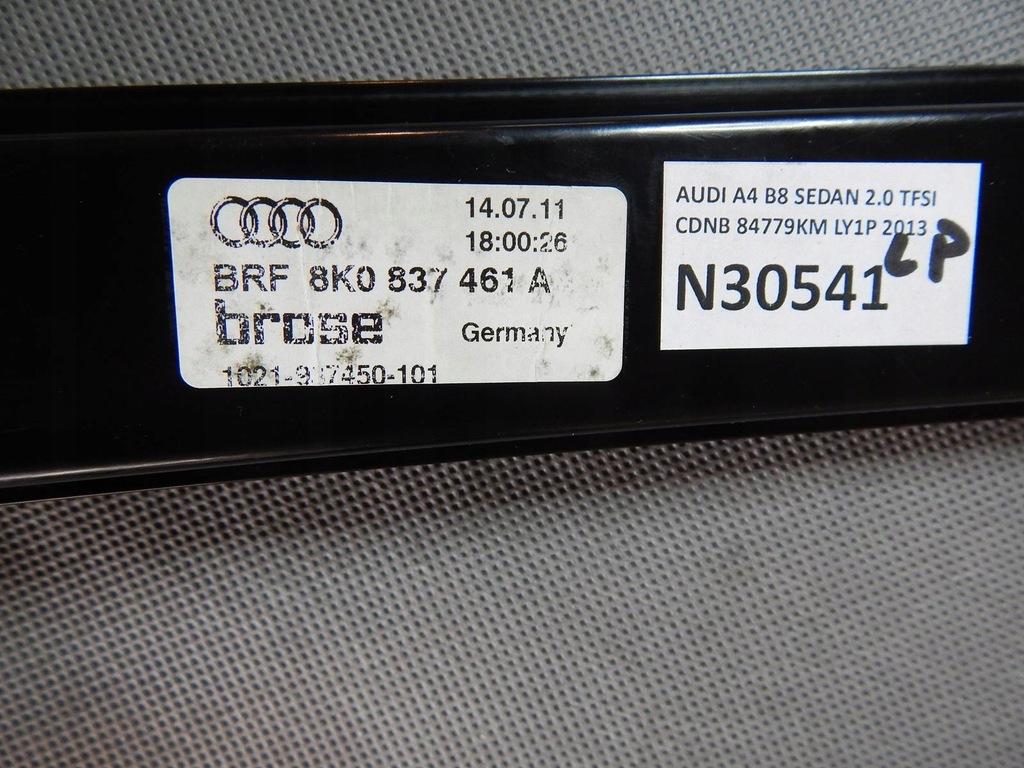 14.07.11
18:00:26
BRF 8K0 837 461 A
brose Germany
AUDI A4 B8 SEDAN 2.0 TFSI
CDNB 84779KM LY1P 2013
N30541
LP